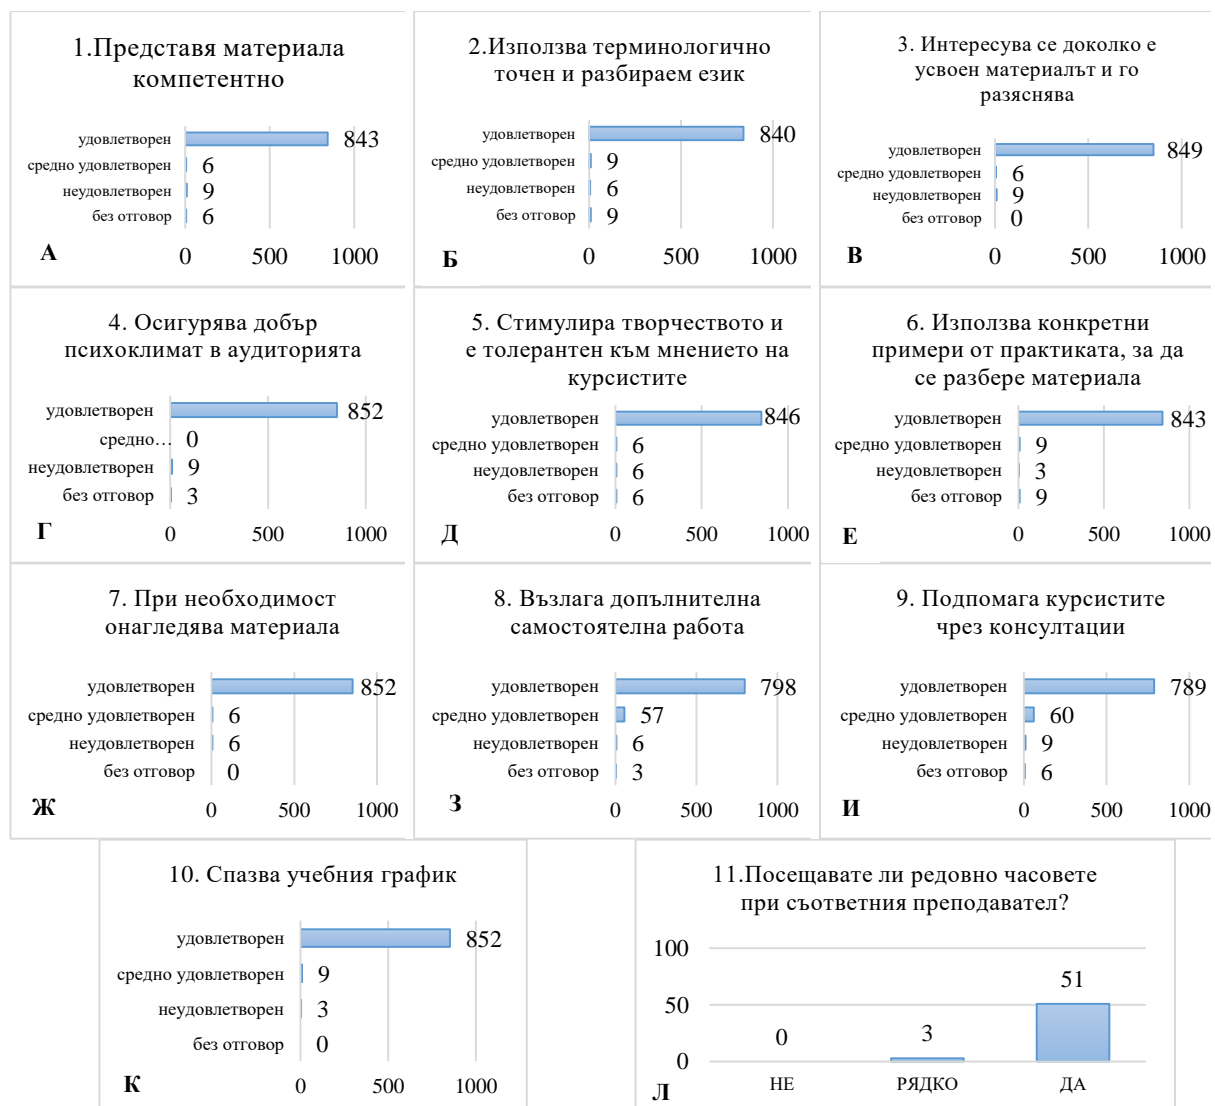 1.Представя материала
компетентно
удовлетворен 843
средно удовлетворен 6
неудовлетворен 9
без отговор 6
0 500 1000
А
2.Използва терминологично
точен и разбираем език
удовлетворен 840
средно удовлетворен 9
неудовлетворен 6
без отговор 9
0 500 1000
Б
3. Интересува се доколко е
усвоен материалът и го
разяснява
удовлетворен 849
средно удовлетворен 6
неудовлетворен 9
без отговор 0
0 500 1000
В
4. Осигурява добър
психоклимат в аудиторията
удовлетворен 852
средно... 0
неудовлетворен 9
без отговор 3
0 500 1000
Г
5. Стимулира творчеството и
е толерантен към мнението на
курсистите
удовлетворен 846
средно удовлетворен 6
неудовлетворен 6
без отговор 6
0 500 1000
Д
6. Използва конкретни
примери от практиката, за да
се разбере материала
удовлетворен 843
средно удовлетворен 9
неудовлетворен 3
без отговор 9
0 500 1000
Е
7. При необходимост
онагледява материала
удовлетворен 852
средно удовлетворен 6
неудовлетворен 6
без отговор 0
0 500 1000
Ж
8. Възлага допълнителна
самостоятелна работа
удовлетворен 798
средно удовлетворен 57
неудовлетворен 6
без отговор 3
0 500 1000
З
9. Подпомага курсистите
чрез консултации
удовлетворен 789
средно удовлетворен 60
неудовлетворен 9
без отговор 6
0 500 1000
И
10. Спазва учебния график
удовлетворен 852
средно удовлетворен 9
неудовлетворен 3
без отговор 0
0 500 1000
К
11.Посещавате ли редовно часовете
при съответния преподавател?
100
50
0
0 3 51
НЕ РЯДКО ДА
Л